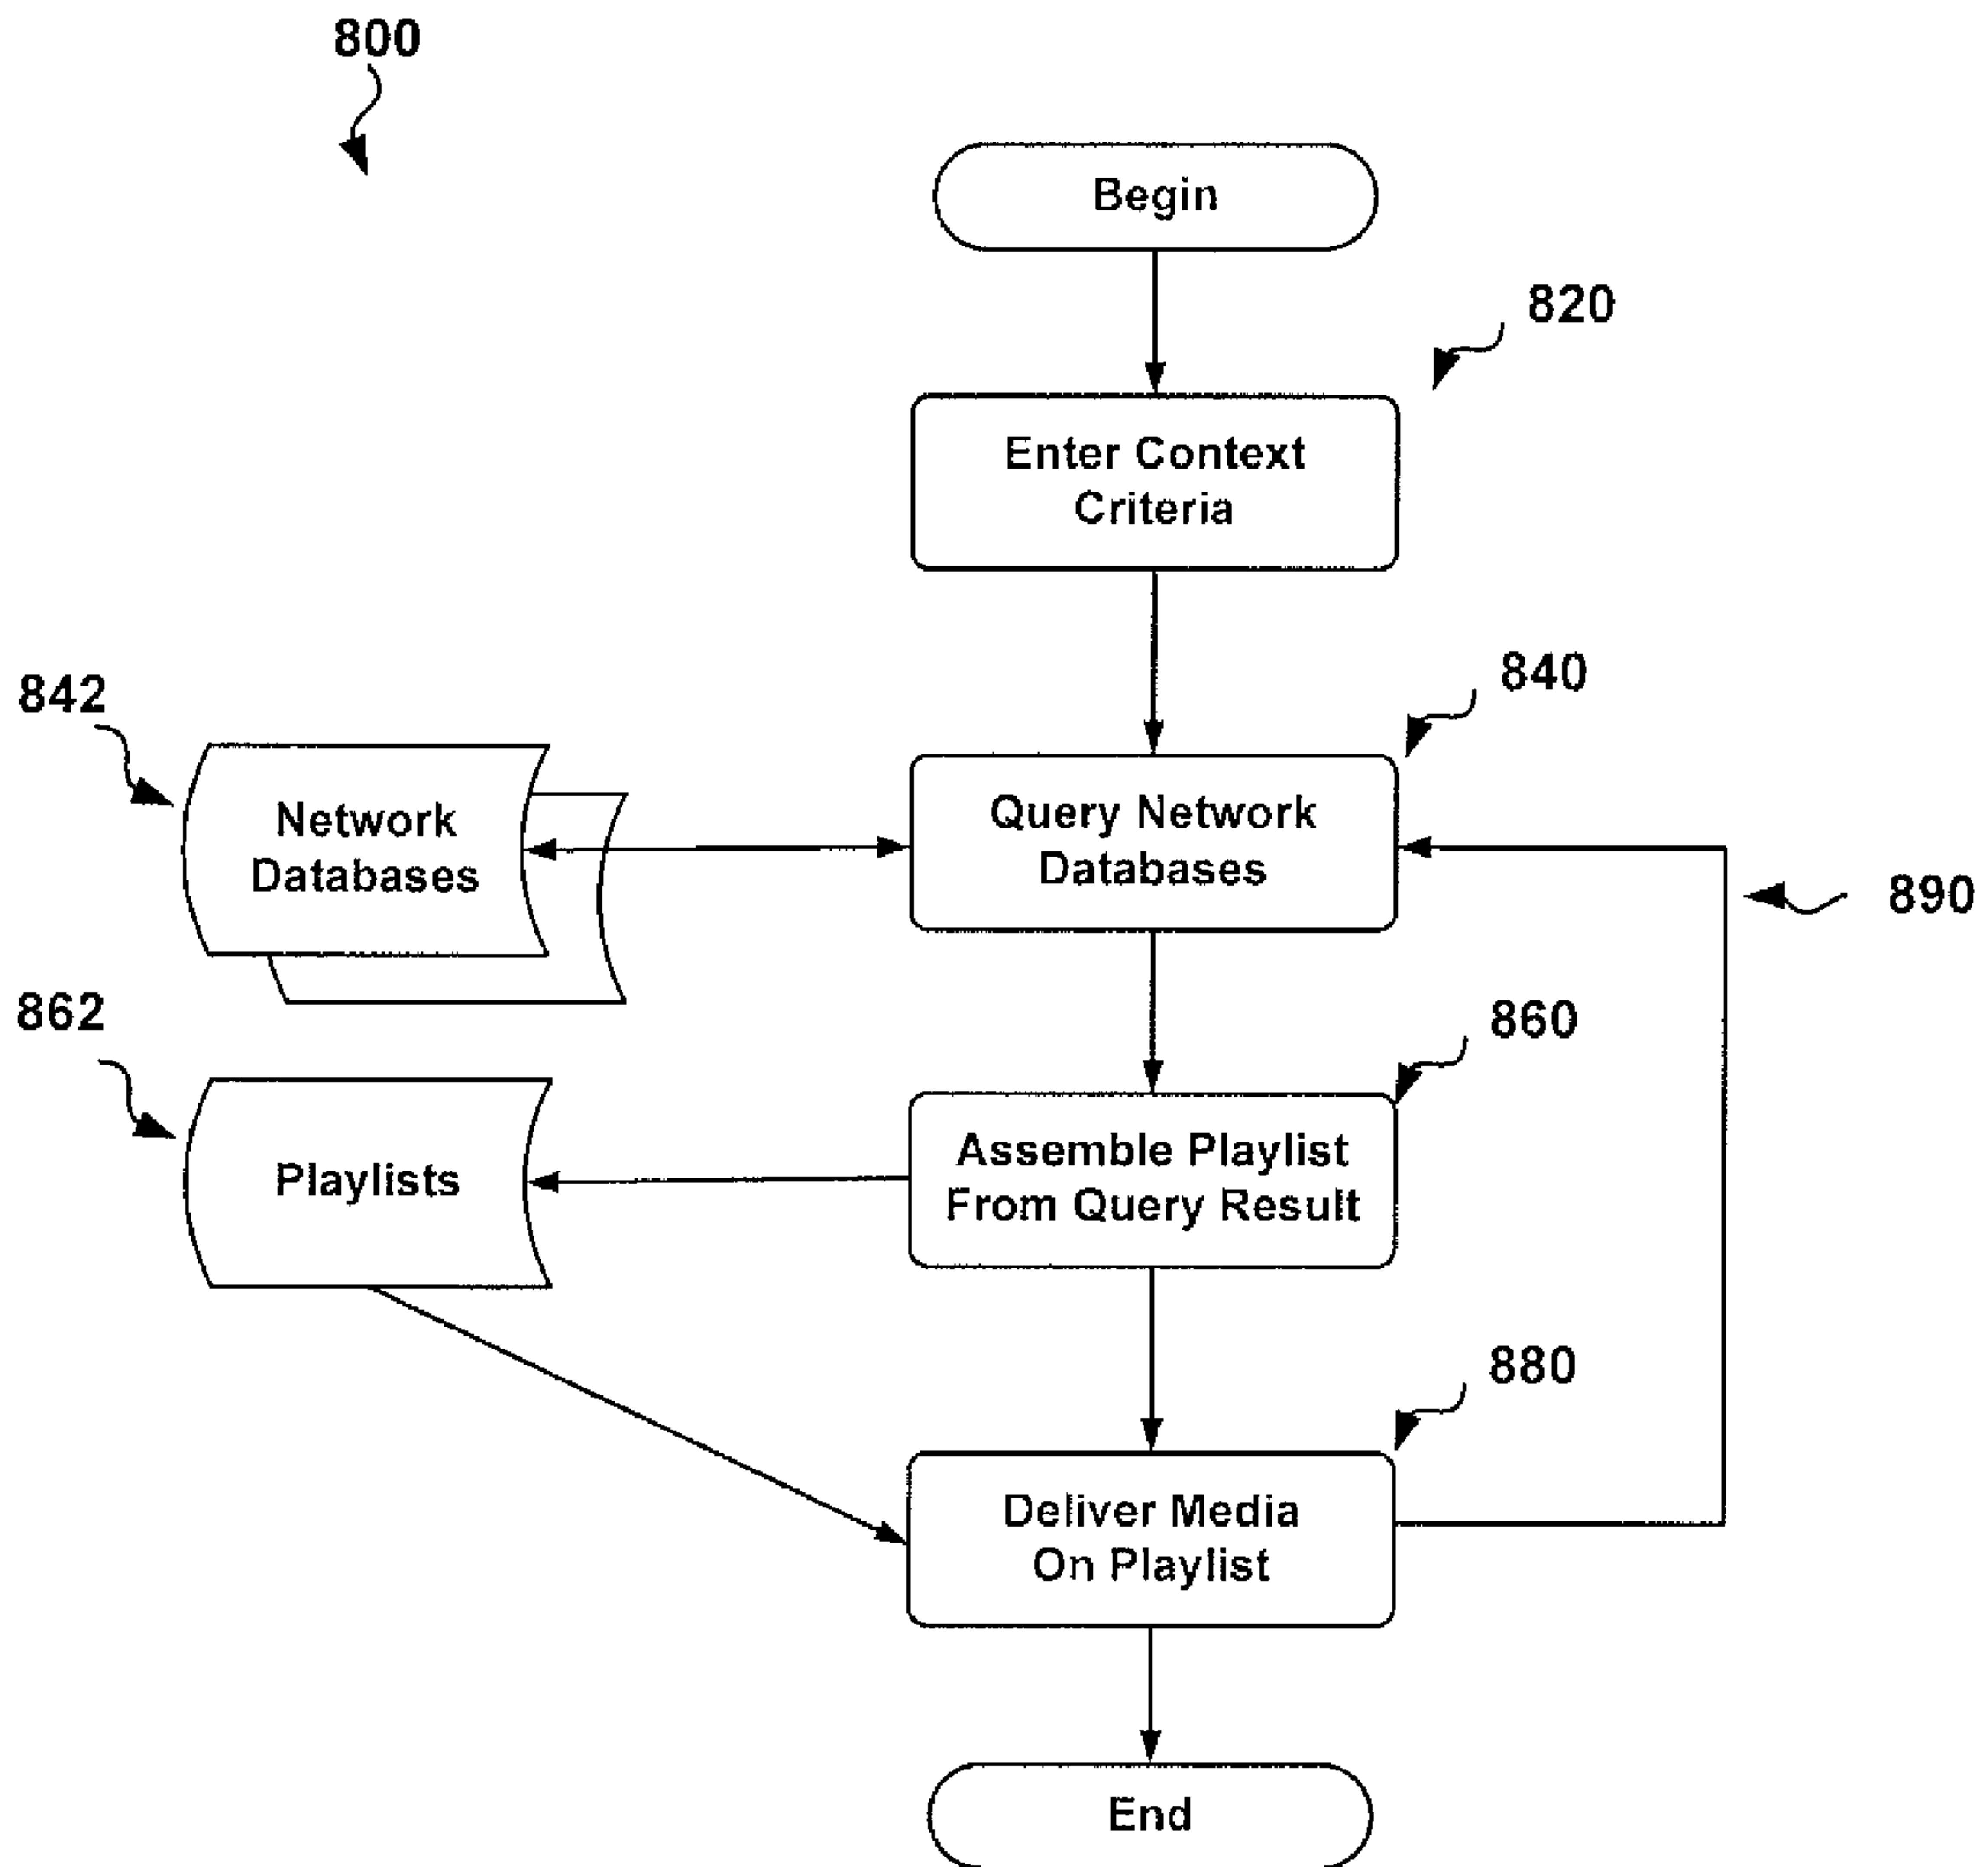 800
Begin
820
Enter Context
Criteria
840
842
Network
Databases
Query Network
Databases
890
862
860
Playlists
Assemble Playlist
From Query Result
880
Deliver Media
On Playlist
End